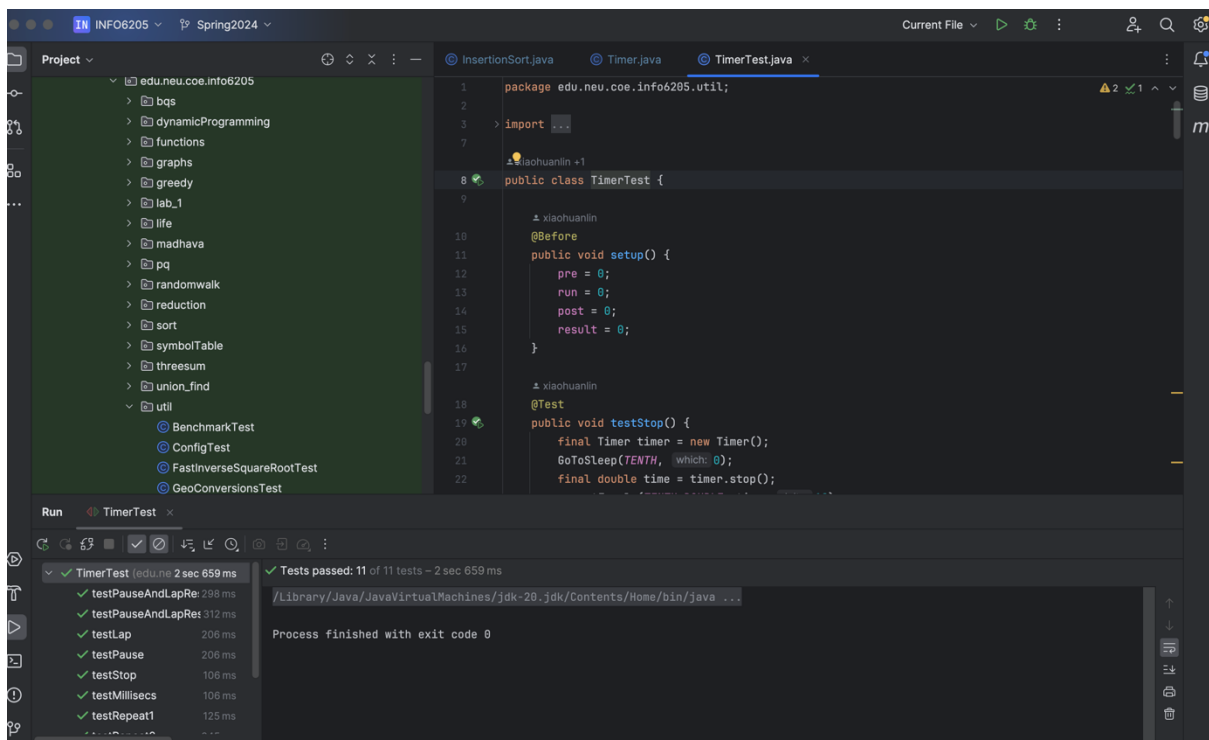 IN INFO6205 Spring2024 Current File
Project
edu.neu.coe.info6205
bqs
dynamicProgramming
functions
graphs
greedy
lab_1
life
madhava
pq
randomwalk
reduction
sort
symbolTable
threesum
union_find
util
BenchmarkTest
ConfigTest
FastInverseSquareRootTest
GeoConversionsTest
InsertionSort.java Timer.java TimerTest.java
2 1
1 package edu.neu.coe.info6205.util;
2
3 import ...
7
xiaohuanlin +1
8 public class TimerTest {
9
xiaohuanlin
10 @Before
11 public void setup() {
12 pre = 0;
13 run = 0;
14 post = 0;
15 result = 0;
16 }
17
xiaohuanlin
18 @Test
19 public void testStop() {
20 final Timer timer = new Timer();
21 GoToSleep(TENTH, which: 0);
22 final double time = timer.stop();
m
Run TimerTest
TimerTest (edu.ne 2 sec 659 ms
testPauseAndLapRe 298 ms
testPauseAndLapRes 312 ms
testLap 206 ms
testPause 206 ms
testStop 106 ms
testMillisecs 106 ms
testRepeat1 125 ms
Tests passed: 11 of 11 tests – 2 sec 659 ms
/Library/Java/JavaVirtualMachines/jdk-20.jdk/Contents/Home/bin/java ...
Process finished with exit code 0